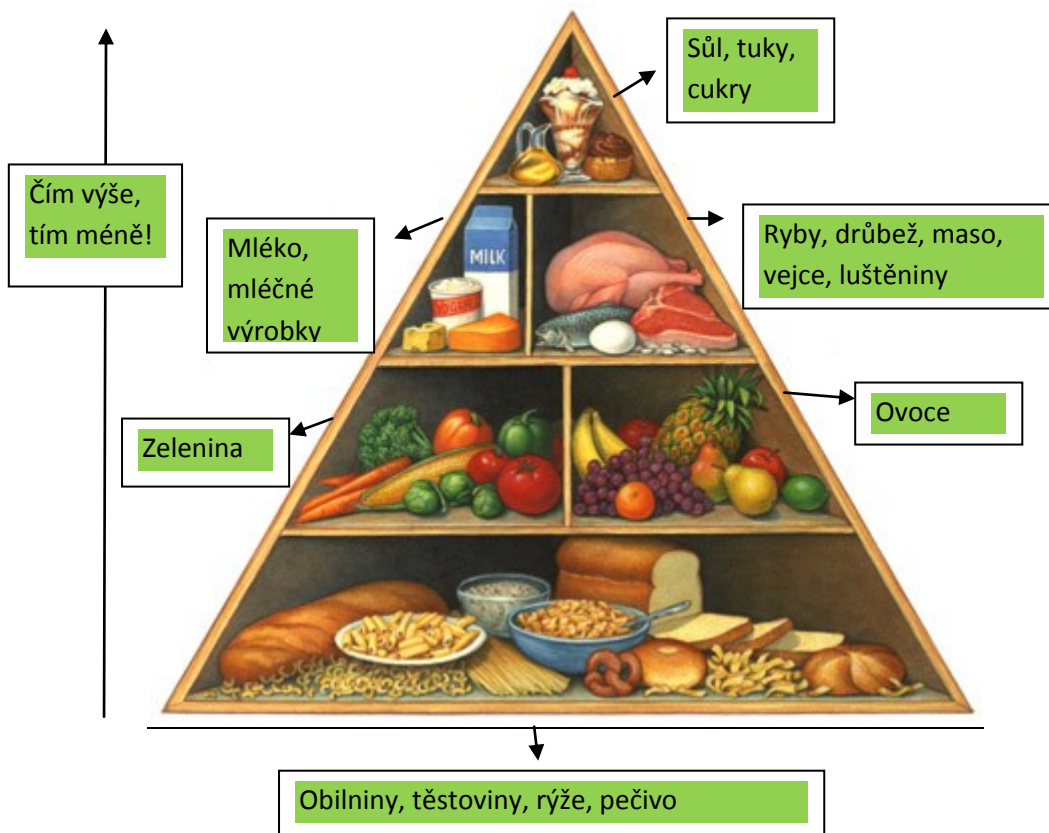 Sůl, tuky,
cukry
Čím výše,
tím méně!
Mléko,
mléčné
výrobky
MILK
Ryby, drůbež, maso,
vejce, luštěniny
Zelenina
Ovoce
Obilniny, těstoviny, rýže, pečivo